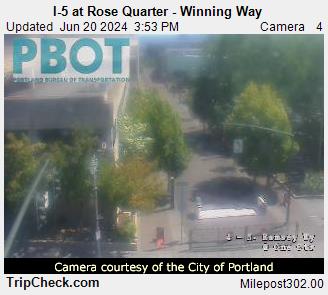 I-5 at Rose Quarter - Winning Way
Updated Jun 20 2024 3:53 PM Camera 4
PBOT
PORTLAND BUREAU OF TRANSPORTATION
Camera courtesy of the City of Portland
TripCheck.com Milepost302.00